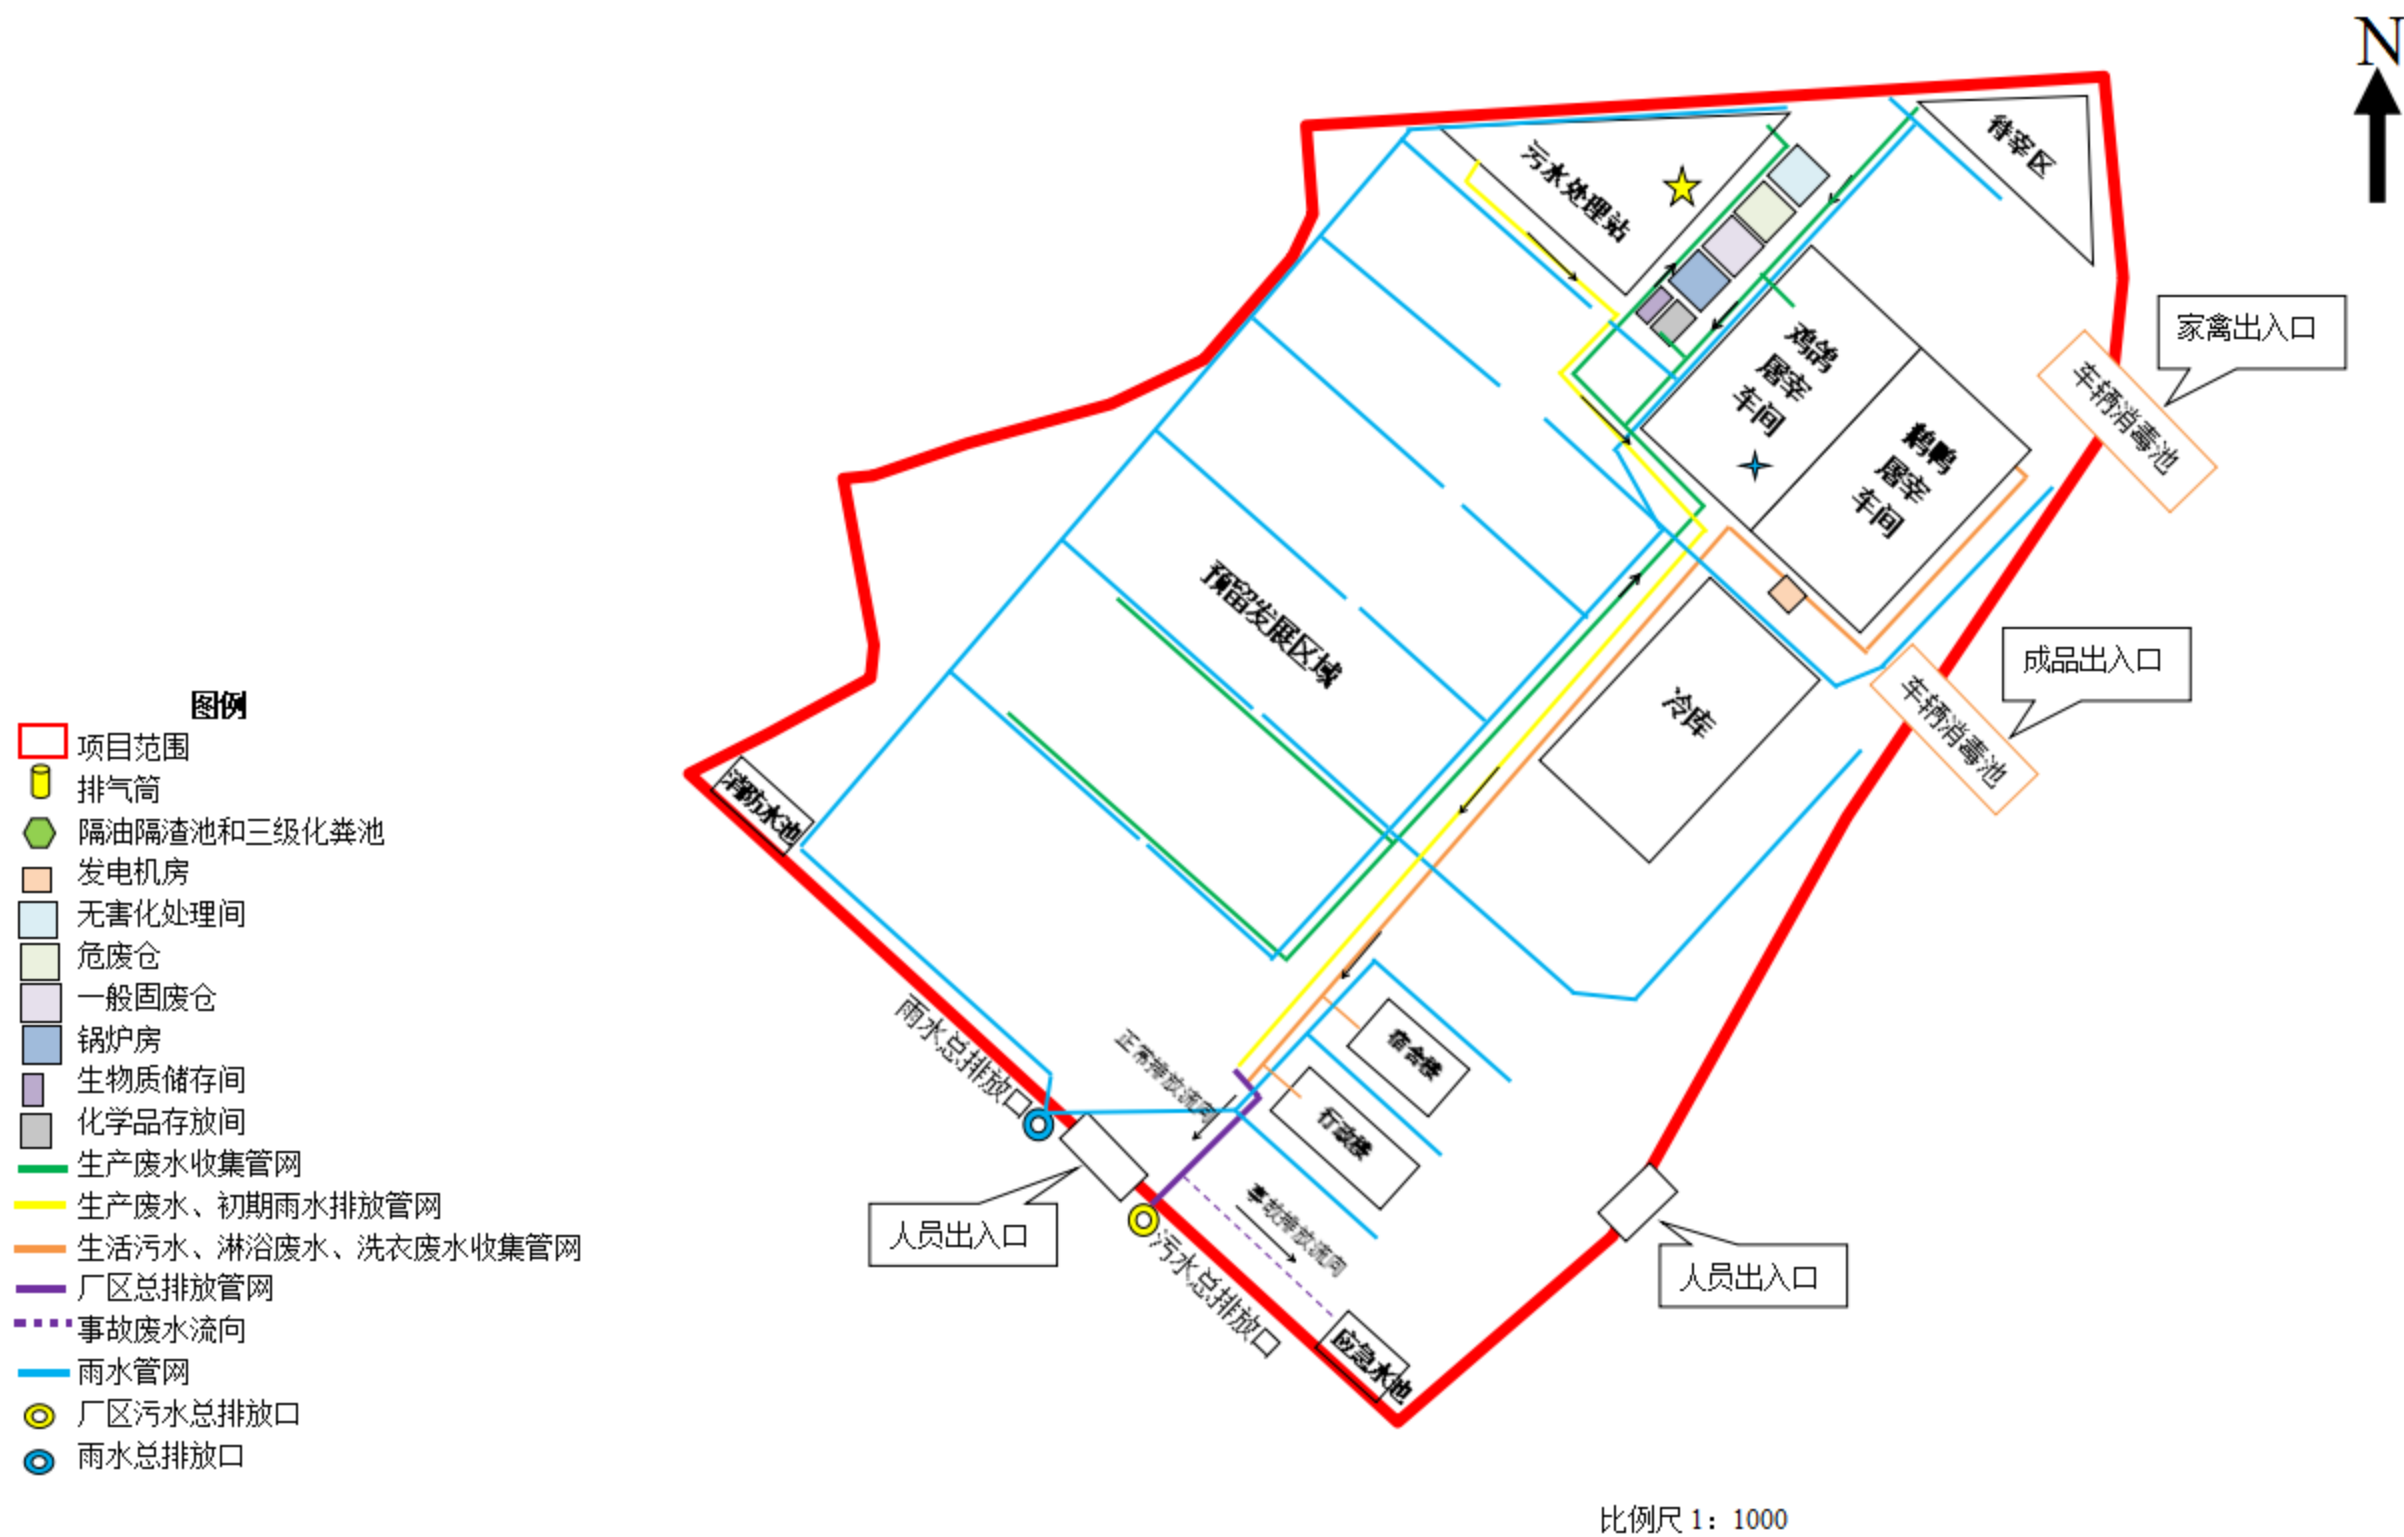 N
待宰区
污水处理站
家禽出入口
车辆消毒池
鸡鸽
屠宰
车间
鹅鸭
屠宰
车间
预留发展区域
成品出入口
车辆消毒池
冷库
图例
项目范围
排气筒
隔油隔渣池和三级化粪池
发电机房
无害化处理间
危废仓
一般固废仓
锅炉房
生物质储存间
化学品存放间
生产废水收集管网
生产废水、初期雨水排放管网
生活污水、淋浴废水、洗衣废水收集管网
厂区总排放管网
事故废水流向
雨水管网
厂区污水总排放口
雨水总排放口
消防水池
雨水总排放口
正常排放流向
宿舍楼
行政楼
人员出入口
事故排放流向
污水总排放口
人员出入口
应急水池
比例尺 1：1000